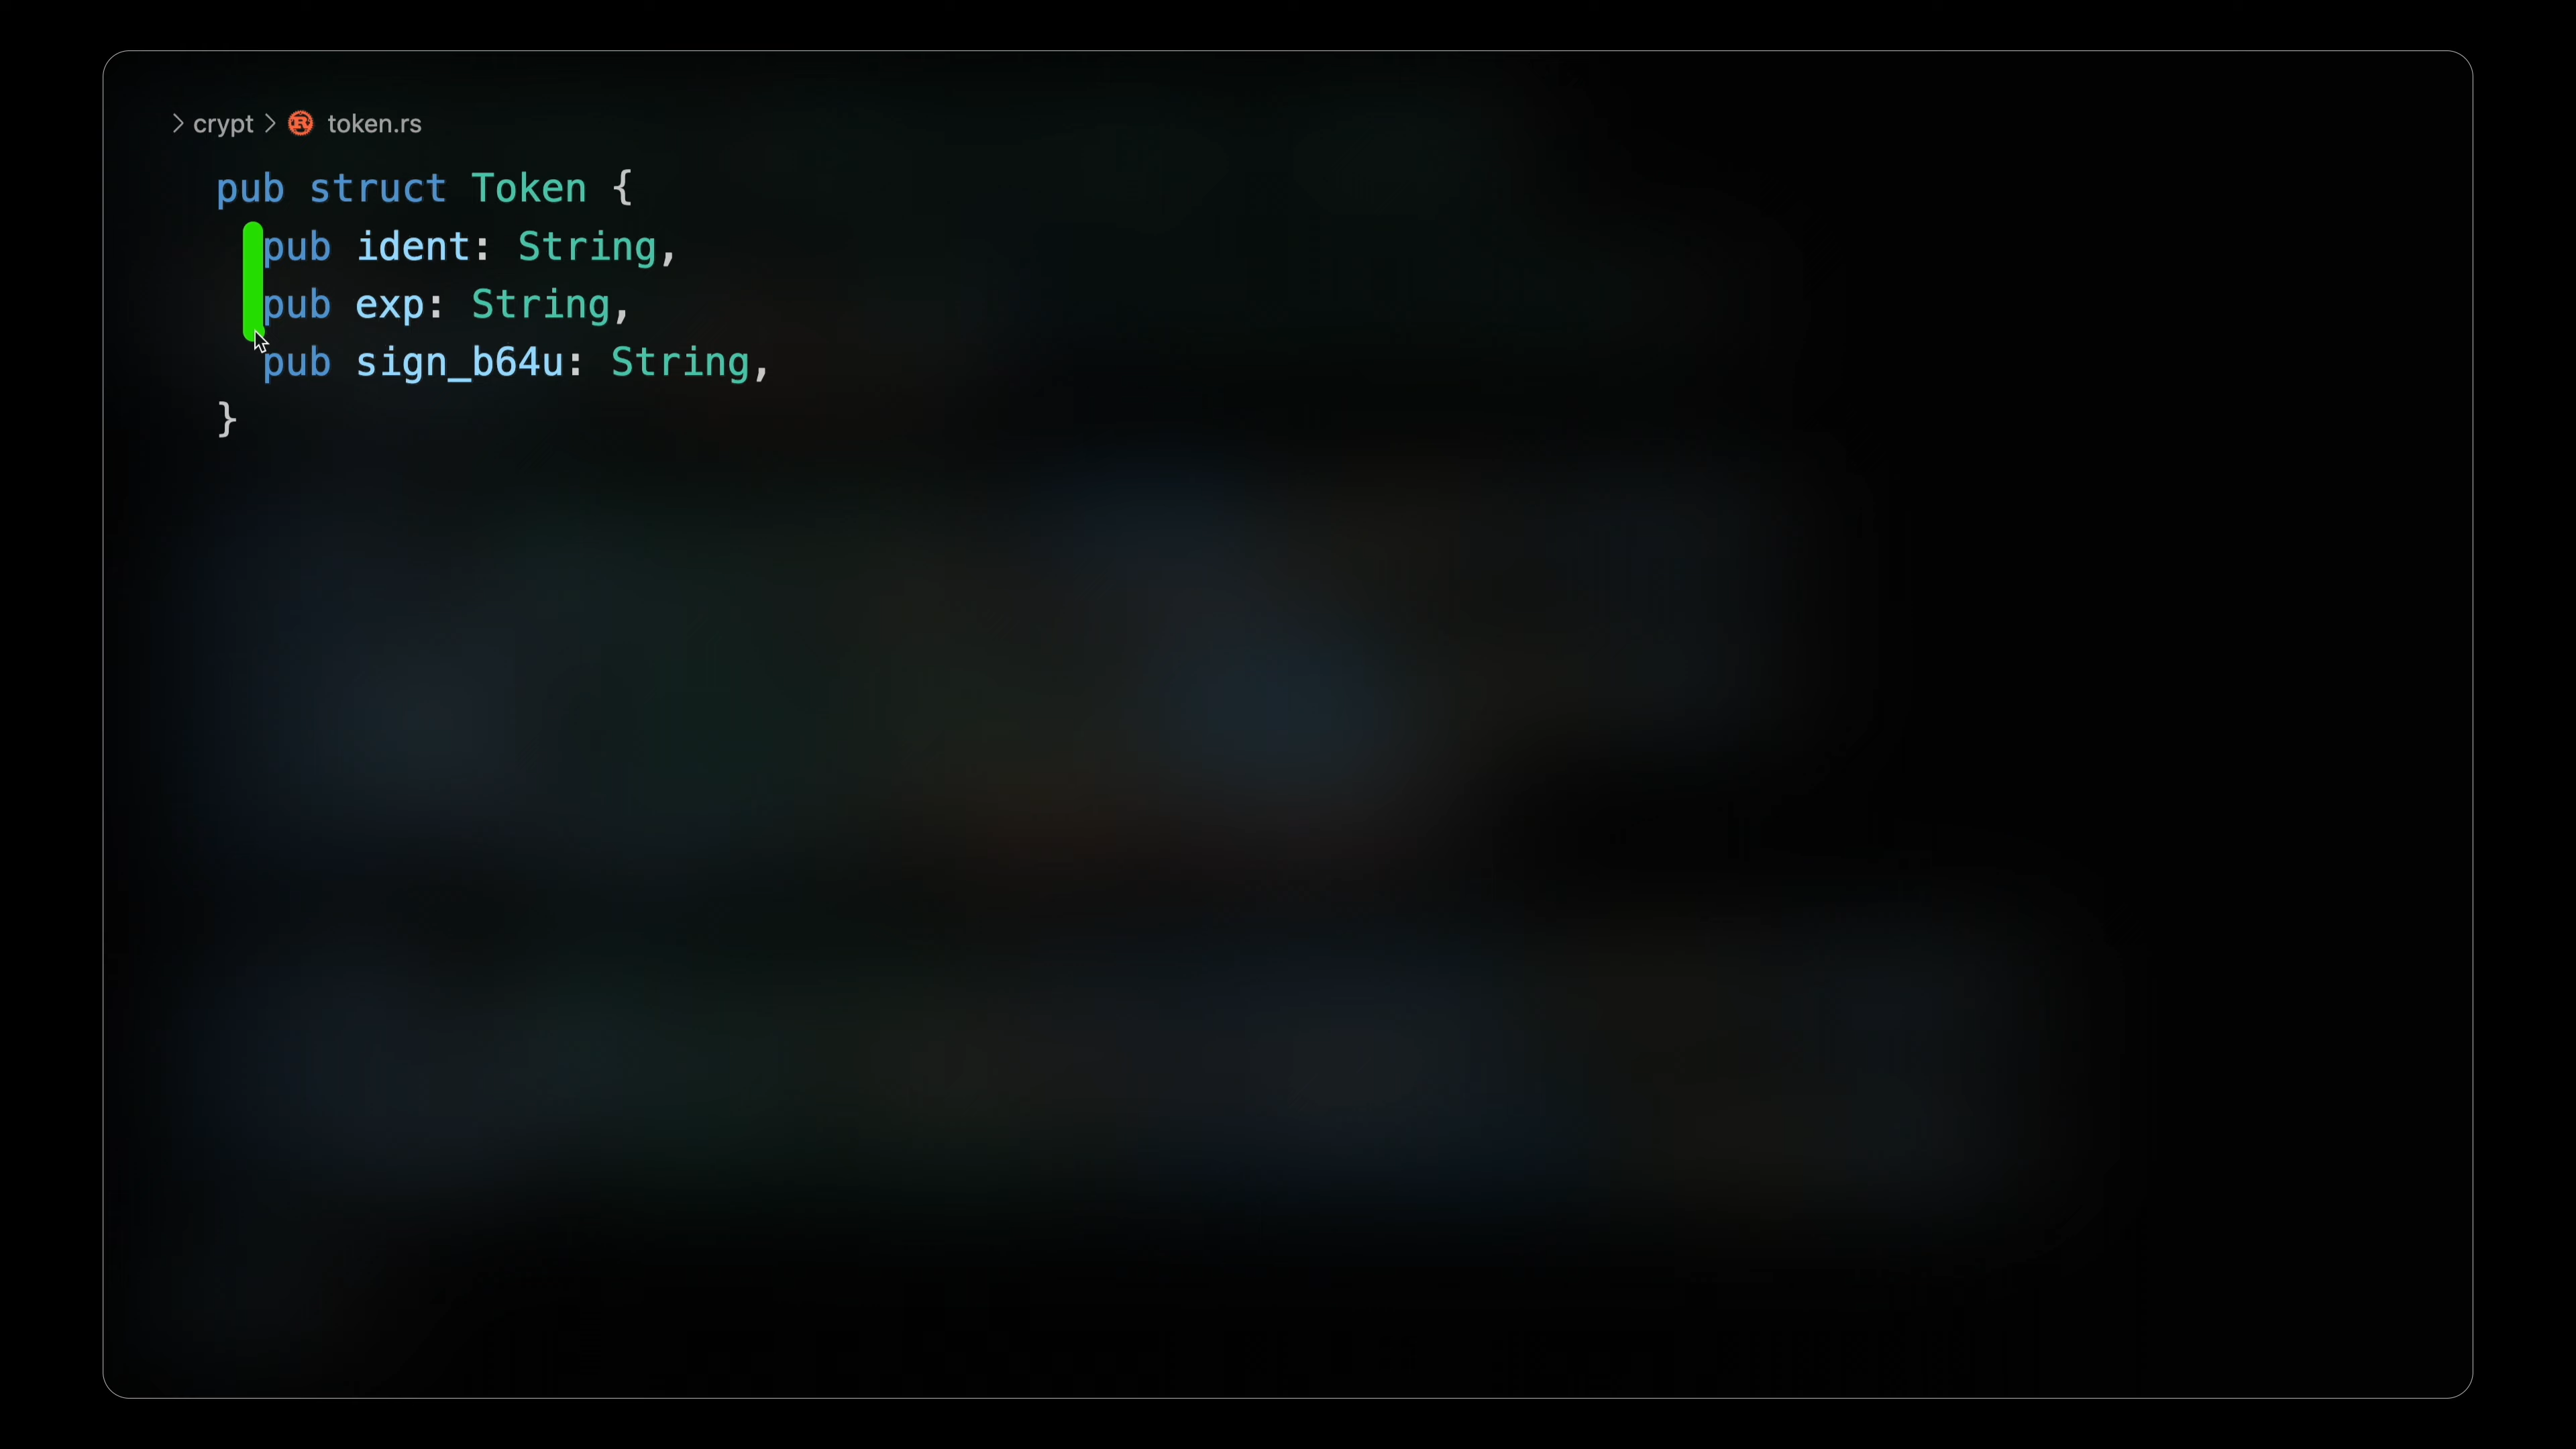 > crypt > token.rs
pub struct Token {
pub ident: String,
pub exp: String,
pub sign_b64u: String,
}